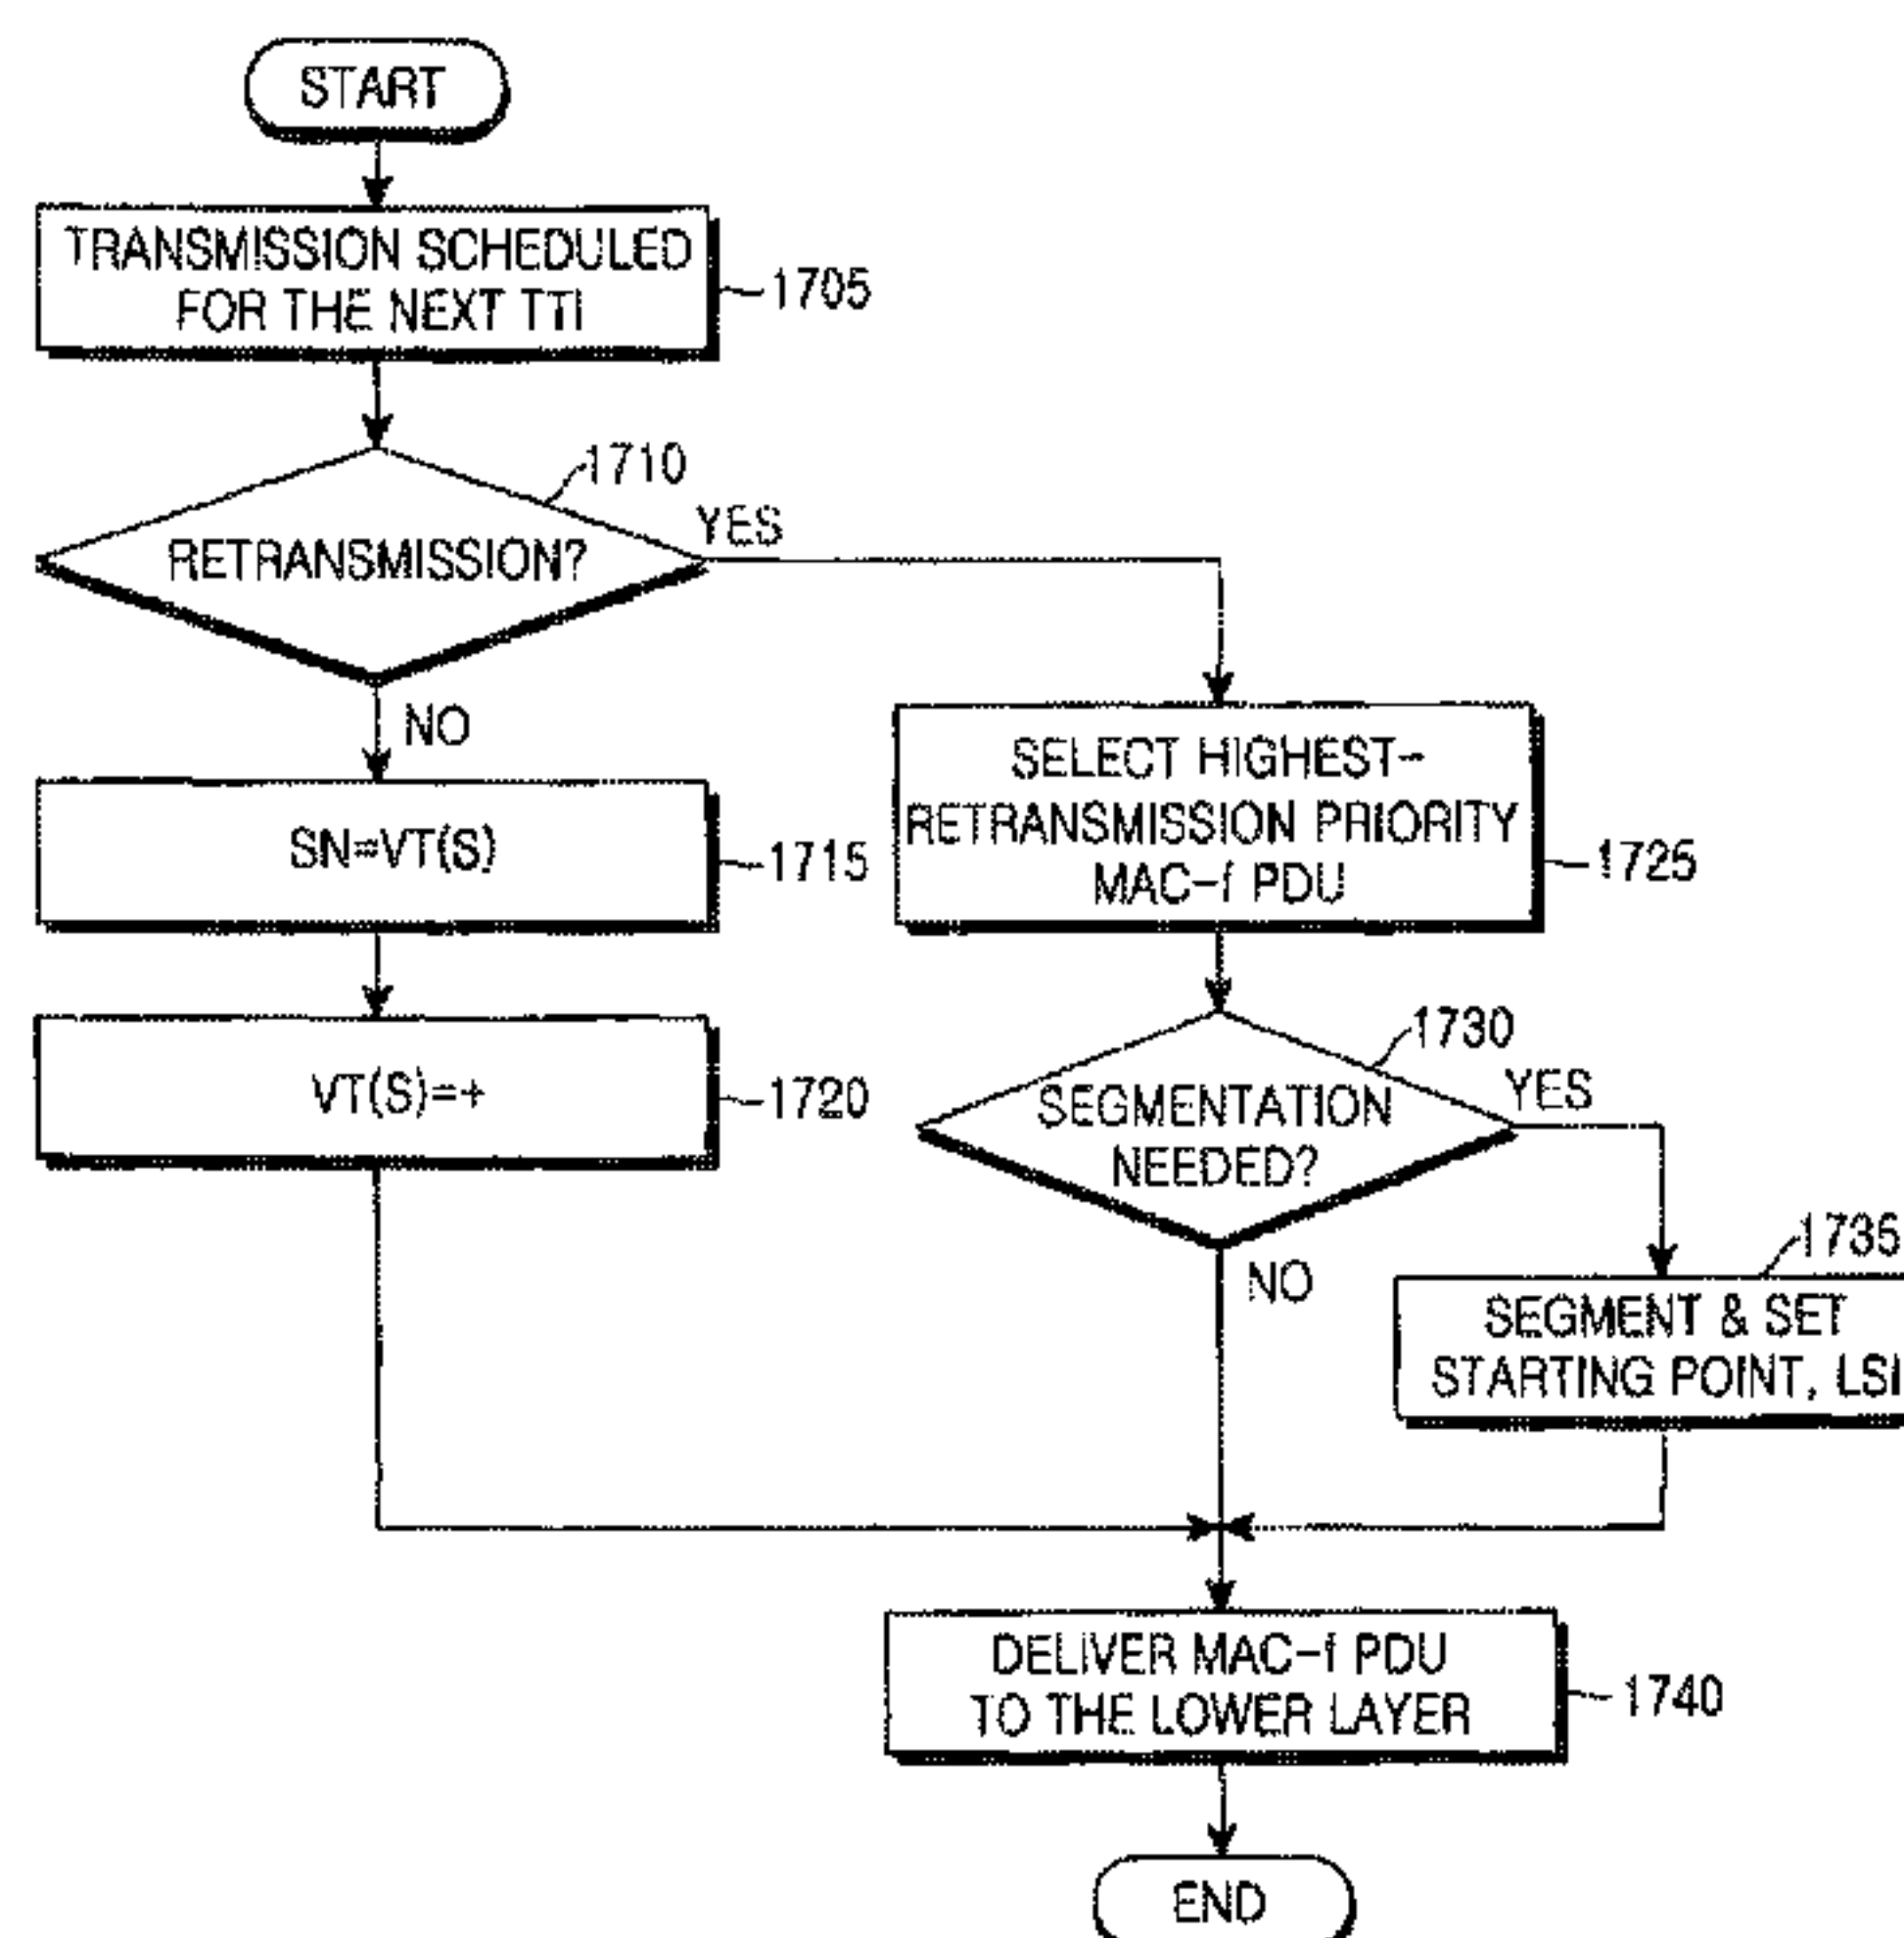 START
TRANSMISSION SCHEDULED
FOR THE NEXT TTI
1705
1710
RETRANSMISSION?
YES
NO
SN=VT(S)
1715
VT(S)=+
1720
SELECT HIGHEST-
RETRANSMISSION PRIORITY
MAC-f PDU
1725
1730
SEGMENTATION
NEEDED?
YES
NO
1735
SEGMENT & SET
STARTING POINT, LSI
DELIVER MAC-f PDU
TO THE LOWER LAYER
1740
END